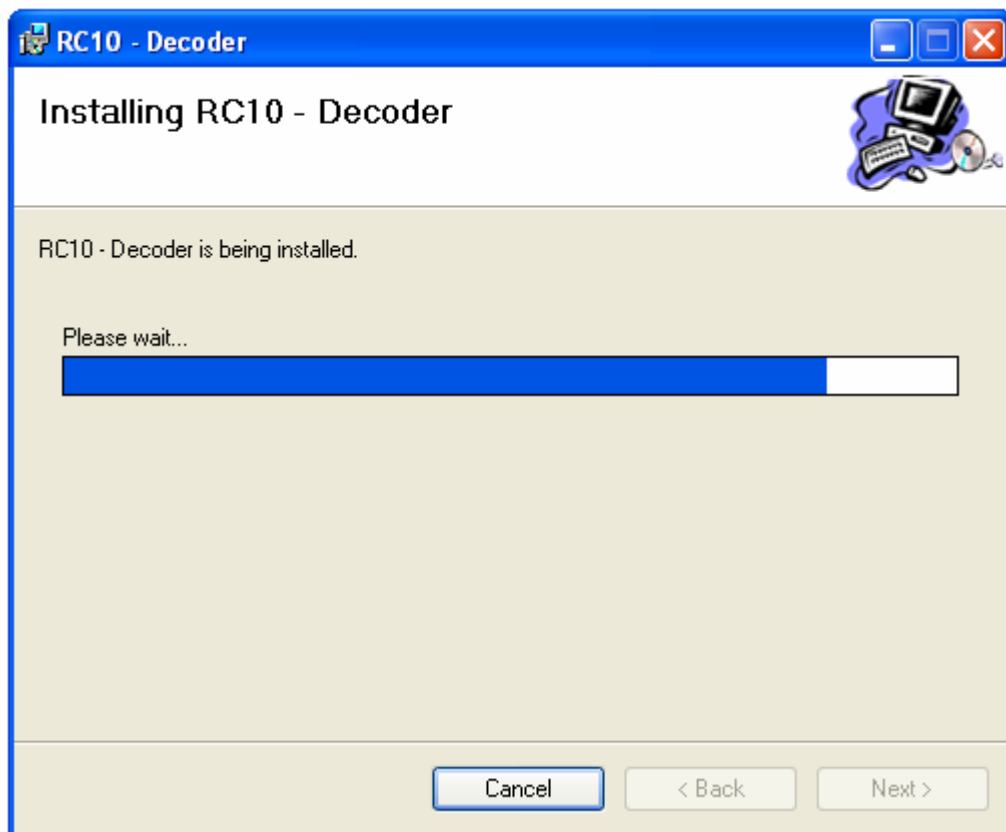 RC10 - Decoder
Installing RC10 - Decoder
RC10 - Decoder is being installed.
Please wait...
Cancel
< Back
Next >